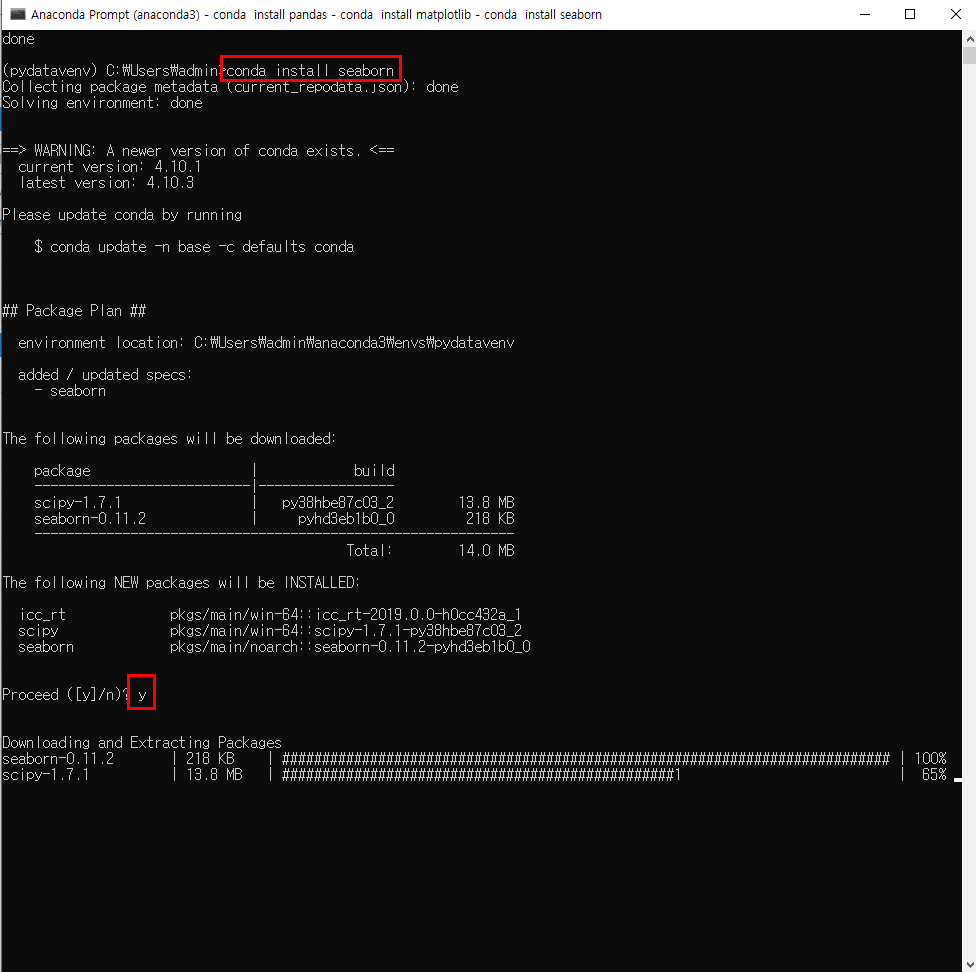 Anaconda Prompt (anaconda3) - conda  install pandas - conda  install matplotlib - conda  install seaborn
done
(pydatavenv) C:₩Users₩admin>conda install seaborn
Collecting package metadata (current_repodata.json): done
Solving environment: done
==> WARNING: A newer version of conda exists. <==
  current version: 4.10.1
  latest version: 4.10.3
Please update conda by running
    $ conda update -n base -c defaults conda
## Package Plan ##
  environment location: C:₩Users₩admin₩anaconda3₩envs₩pydatavenv
  added / updated specs:
    - seaborn
The following packages will be downloaded:
    package                    |            build
    ---------------------------|-----------------
    scipy-1.7.1                |   py38hbe87c03_2        13.8 MB
    seaborn-0.11.2             |     pyhd3eb1b0_0         218 KB
    ------------------------------------------------------------
                                           Total:        14.0 MB
The following NEW packages will be INSTALLED:
  icc_rt             pkgs/main/win-64::icc_rt-2019.0.0-h0cc432a_1
  scipy              pkgs/main/win-64::scipy-1.7.1-py38hbe87c03_2
  seaborn            pkgs/main/noarch::seaborn-0.11.2-pyhd3eb1b0_0
Proceed ([y]/n)? y
Downloading and Extracting Packages
seaborn-0.11.2       | 218 KB    | ############################################################################ | 100%
scipy-1.7.1          | 13.8 MB   | #################################################1                            |  65%